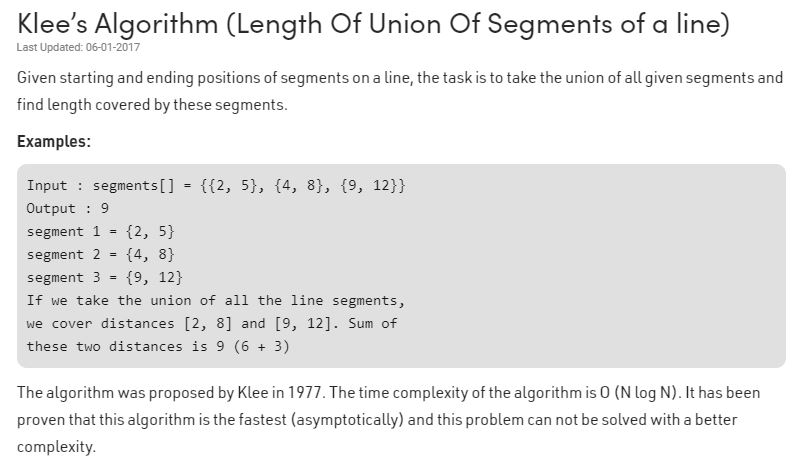 Klee’s Algorithm (Length Of Union Of Segments of a line)
Last Updated: 06-01-2017
Given starting and ending positions of segments on a line, the task is to take the union of all given segments and
find length covered by these segments.
Examples:
Input : segments[] = {{2, 5}, {4, 8}, {9, 12}}
Output : 9
segment 1 = {2, 5}
segment 2 = {4, 8}
segment 3 = {9, 12}
If we take the union of all the line segments,
we cover distances [2, 8] and [9, 12]. Sum of
these two distances is 9 (6 + 3)
The algorithm was proposed by Klee in 1977. The time complexity of the algorithm is O (N log N). It has been
proven that this algorithm is the fastest (asymptotically) and this problem can not be solved with a better
complexity.